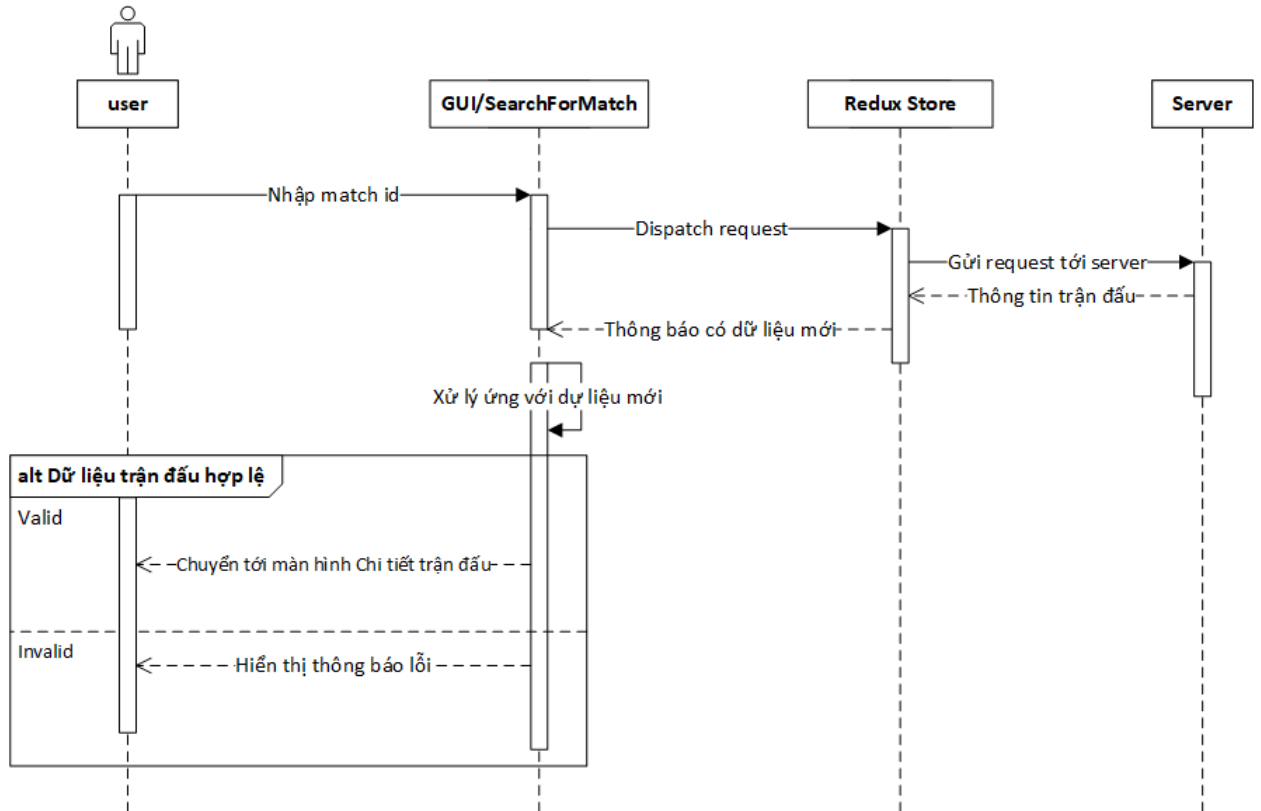 user
GUI/SearchForMatch
Redux Store
Server
Nhập match id
Dispatch request
Gửi request tới server
Thông tin trận đấu
Thông báo có dữ liệu mới
Xử lý ứng với dự liệu mới
alt Dữ liệu trận đấu hợp lệ
Valid
Chuyển tới màn hình Chi tiết trận đấu
Invalid
Hiển thị thông báo lỗi